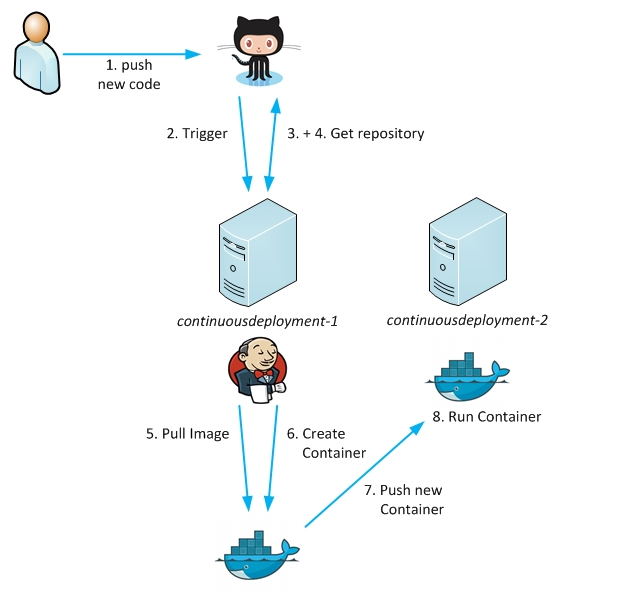 1. push
new code
2. Trigger
3. + 4. Get repository
continuousdeployment-1
continuousdeployment-2
5. Pull Image
6. Create
Container
8. Run Container
7. Push new
Container